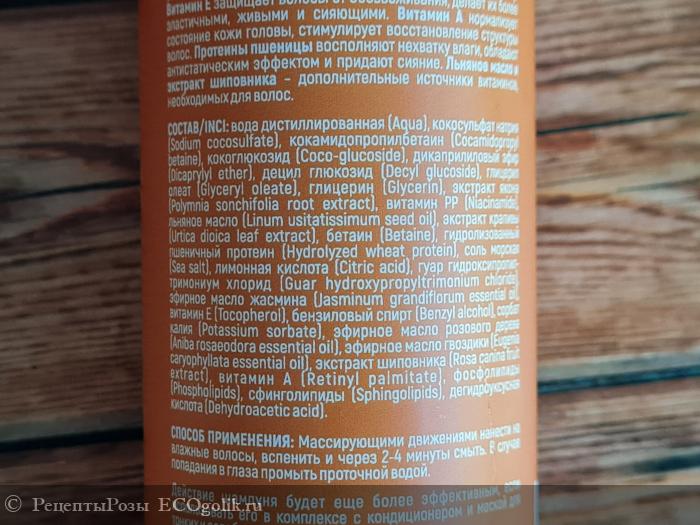 Витамин Е защищает волосы от обезвоживания, делает их более
эластичными, живыми и сияющими. Витамин А нормализует
состояние кожи головы, стимулирует восстановление структуры
волос. Протеины пшеницы восполняют нехватку влаги, обладают
антистатическим эффектом и придают сияние. Льняное масло и
экстракт шиповника – дополнительные источники витаминов,
необходимых для волос.
СОСТАВ/INCI: вода дистиллированная (Aqua), кокосульфат натрия
(Sodium cocosulfate), кокамидопропилбетаин (Cocamidopropyl
betaine), кокоглюкозид (Coco-glucoside), дикаприлиловый эфир
(Dicaprylyl ether), децил глюкозид (Decyl glucoside), глицерил
олеат (Glyceryl oleate), глицерин (Glycerin), экстракт якона
(Polymnia sonchifolia root extract), витамин РР (Niacinamide),
льняное масло (Linum usitatissimum seed oil), экстракт крапивы
(Urtica dioica leaf extract), бетаин (Betaine), гидролизованный
пшеничный протеин (Hydrolyzed wheat protein), соль морская
(Sea salt), лимонная кислота (Citric acid), гуар гидроксипропил-
тримониум хлорид (Guar hydroxypropyltrimonium chloride),
эфирное масло жасмина (Jasminum grandiflorum essential oil),
витамин Е (Tocopherol), бензиловый спирт (Benzyl alcohol), сорбат
калия (Potassium sorbate), эфирное масло розового дерева
(Aniba rosaeodora essential oil), эфирное масло гвоздики (Eugenia
caryophyllata essential oil), экстракт шиповника (Rosa canina fruit
extract), витамин А (Retinyl palmitate), фосфолипиды
(Phospholipids), сфинголипиды (Sphingolipids), дегидроуксусная
кислота (Dehydroacetic acid).
СПОСОБ ПРИМЕНЕНИЯ: Массирующими движениями нанести на
влажные волосы, вспенить и через 2-4 минуты смыть. В случае
попадания в глаза промыть проточной водой.
Действие шампуня будет еще более эффективным, если
использовать его в комплексе с кондиционером и маской для
© РецептыРозы ECOgolik.ru